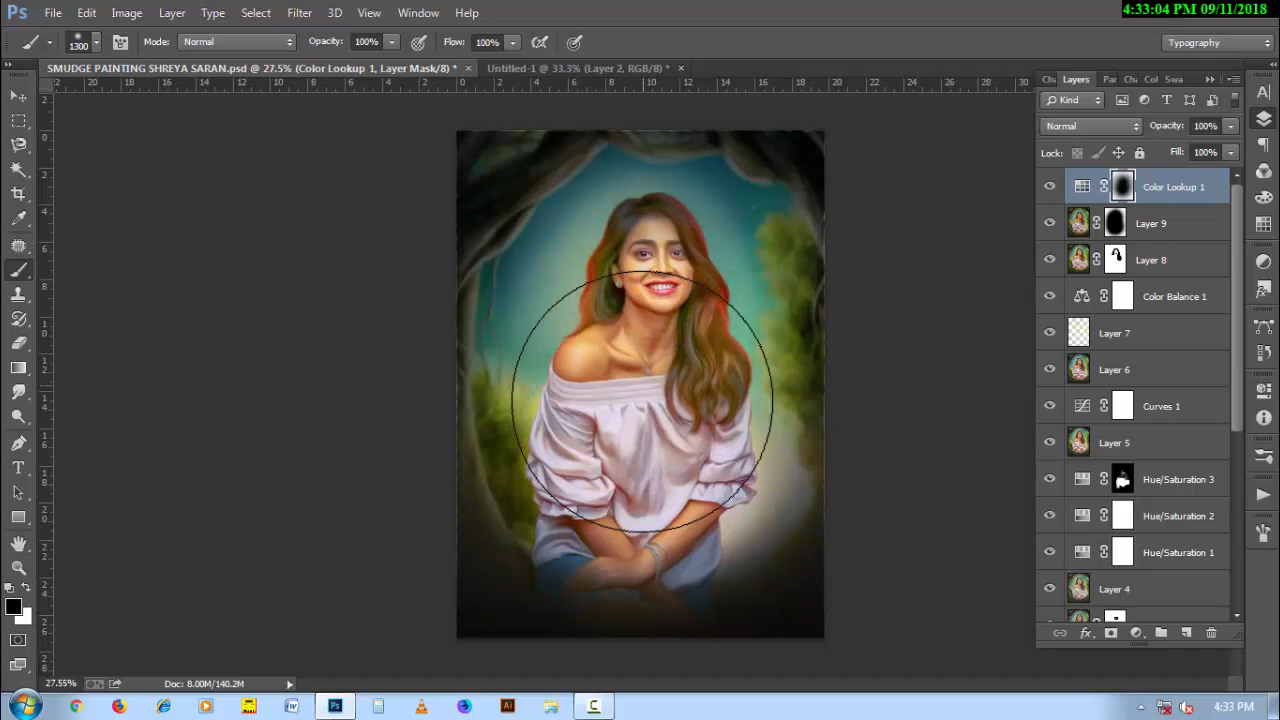 4:33:04 PM 09/11/2018
Ps File Edit Image Layer Type Select Filter 3D View Window Help
1300 Mode: Normal Opacity: 100% Flow: 100% Typography
SMUDGE PAINTING SHREYA SARAN.psd @ 27.5% (Color Lookup 1, Layer Mask/8) * × Untitled-1 @ 33.3% (Layer 2, RGB/8) * ×
Layers Par Col Swa
Kind
Normal Opacity: 100%
Lock: Fill: 100%
Color Lookup 1
Layer 9
Layer 8
Color Balance 1
Layer 7
Layer 6
Curves 1
Layer 5
Hue/Saturation 3
Hue/Saturation 2
Hue/Saturation 1
Layer 4
27.55% Doc: 8.00M/140.2M
4:33 PM